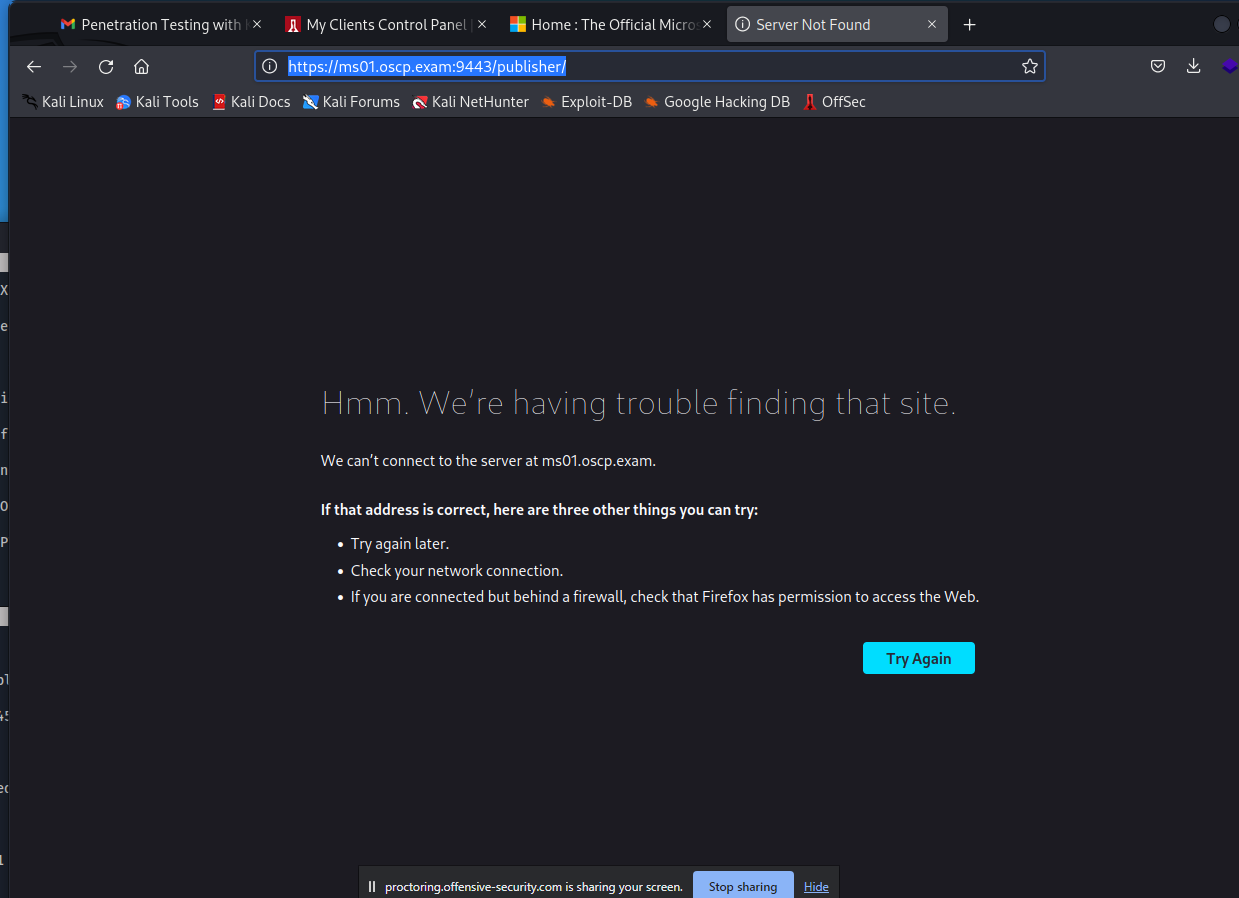 Penetration Testing with
My Clients Control Panel
Home : The Official Micros
Server Not Found
https://ms01.oscp.exam:9443/publisher/
Kali Linux
Kali Tools
Kali Docs
Kali Forums
Kali NetHunter
Exploit-DB
Google Hacking DB
OffSec
Hmm. We're having trouble finding that site.
We can't connect to the server at ms01.oscp.exam.
If that address is correct, here are three other things you can try:
• Try again later.
• Check your network connection.
• If you are connected but behind a firewall, check that Firefox has permission to access the Web.
Try Again
proctoring.offensive-security.com is sharing your screen.
Stop sharing
Hide